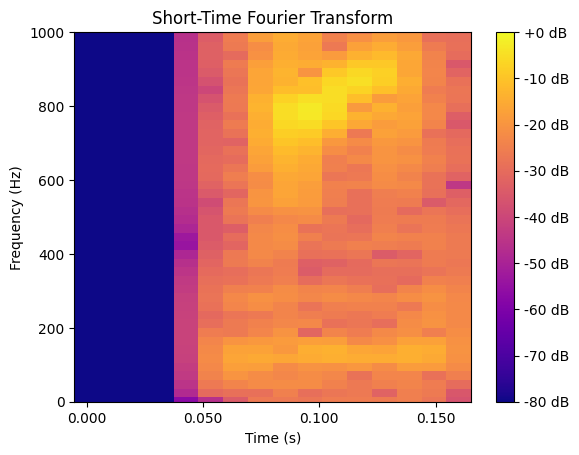 Short-Time Fourier Transform
1000
800
600
400
200
0
Frequency (Hz)
0.000
0.050
0.100
0.150
Time (s)
+0 dB
-10 dB
-20 dB
-30 dB
-40 dB
-50 dB
-60 dB
-70 dB
-80 dB